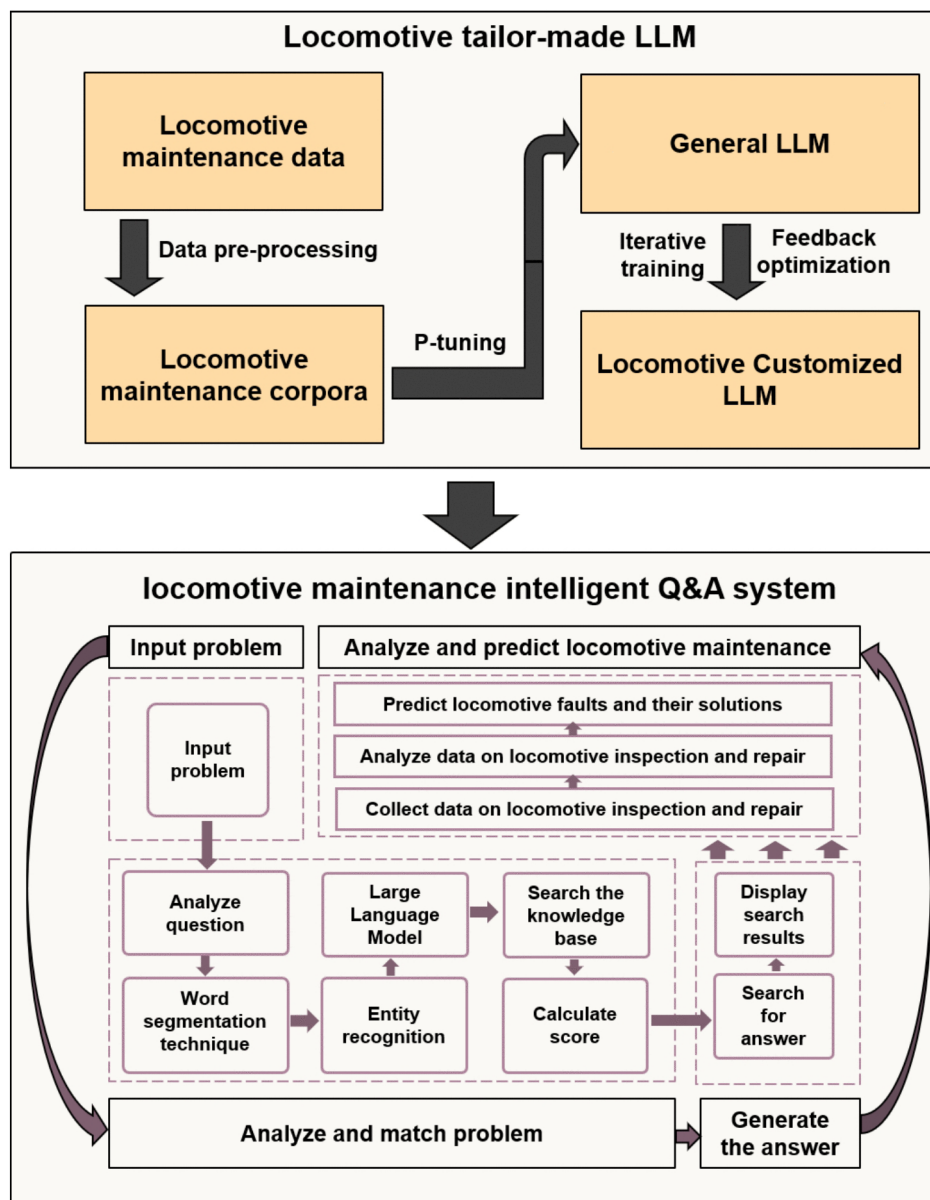 Locomotive tailor-made LLM
Locomotive
maintenance data
General LLM
Data pre-processing
Iterative
training
Feedback
optimization
Locomotive
maintenance corpora
P-tuning
Locomotive Customized
LLM
locomotive maintenance intelligent Q&A system
Input problem
Analyze and predict locomotive maintenance
Input
problem
Predict locomotive faults and their solutions
Analyze data on locomotive inspection and repair
Collect data on locomotive inspection and repair
Analyze
question
Word
segmentation
technique
Entity
recognition
Large
Language
Model
Search the
knowledge
base
Calculate
score
Search
for
answer
Display
search
results
Analyze and match problem
Generate
the answer